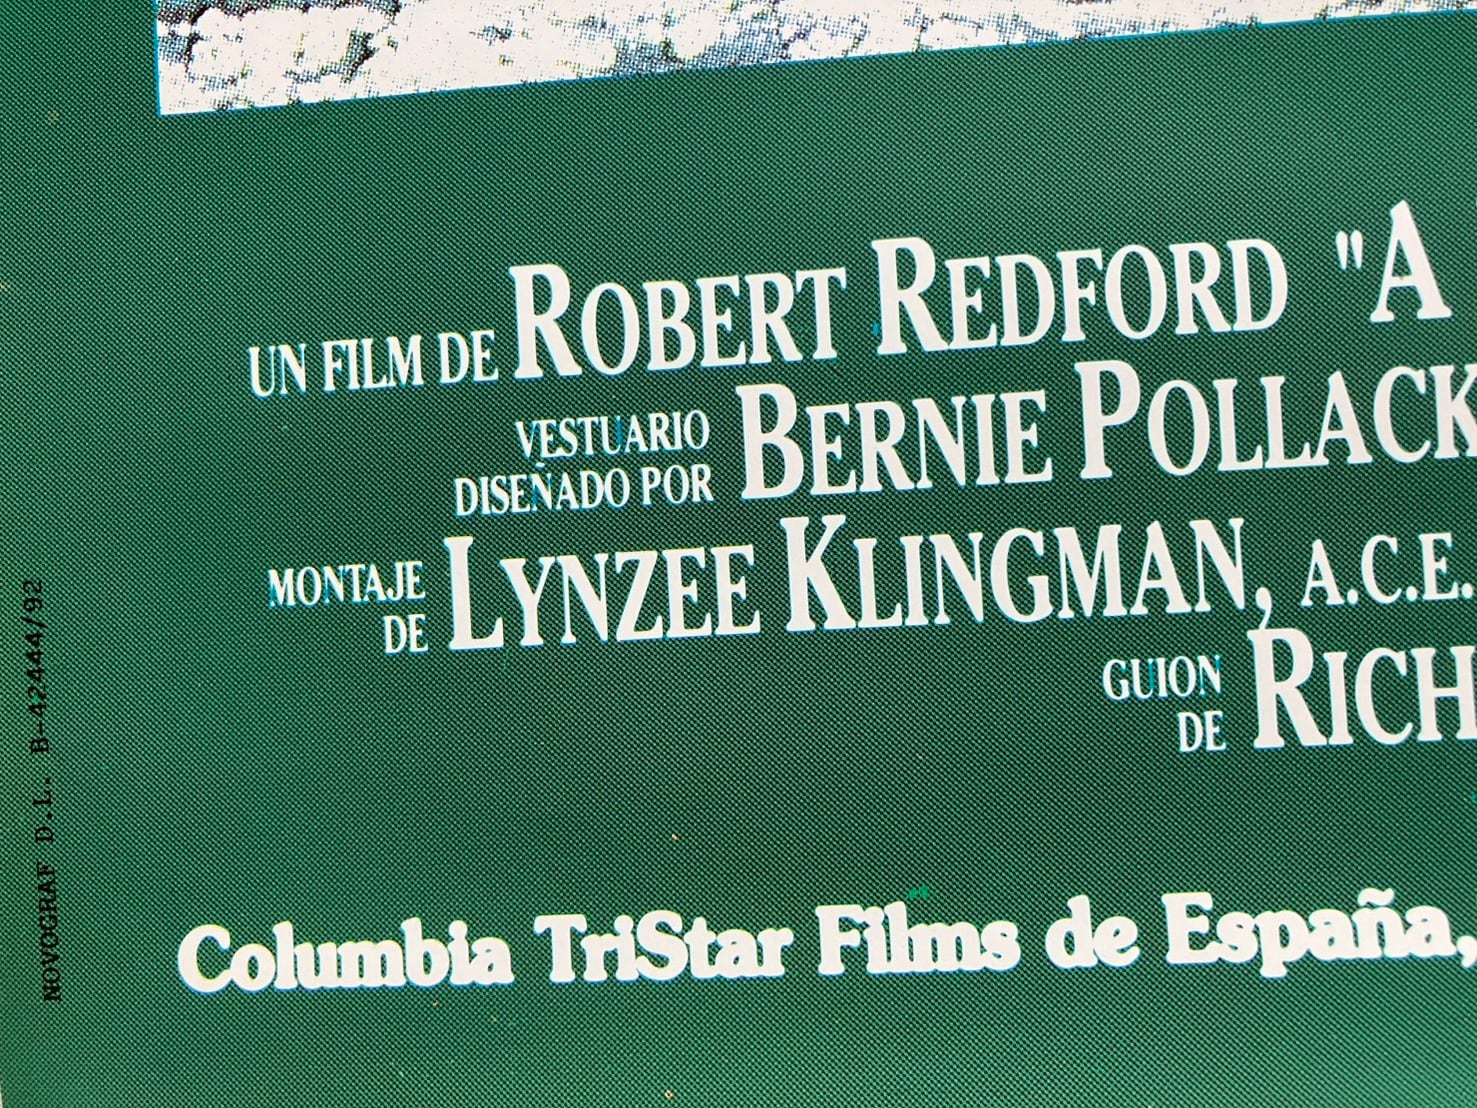 UN FILM DE ROBERT REDFORD "A
VESTUARIO
DISEÑADO POR BERNIE POLLACK
MONTAJE
DE LYNZEE KLINGMAN, A.C.E.
GUION
DE RICH
Columbia TriStar Films de España,
NOVOGRAF D.L. B-42444/92